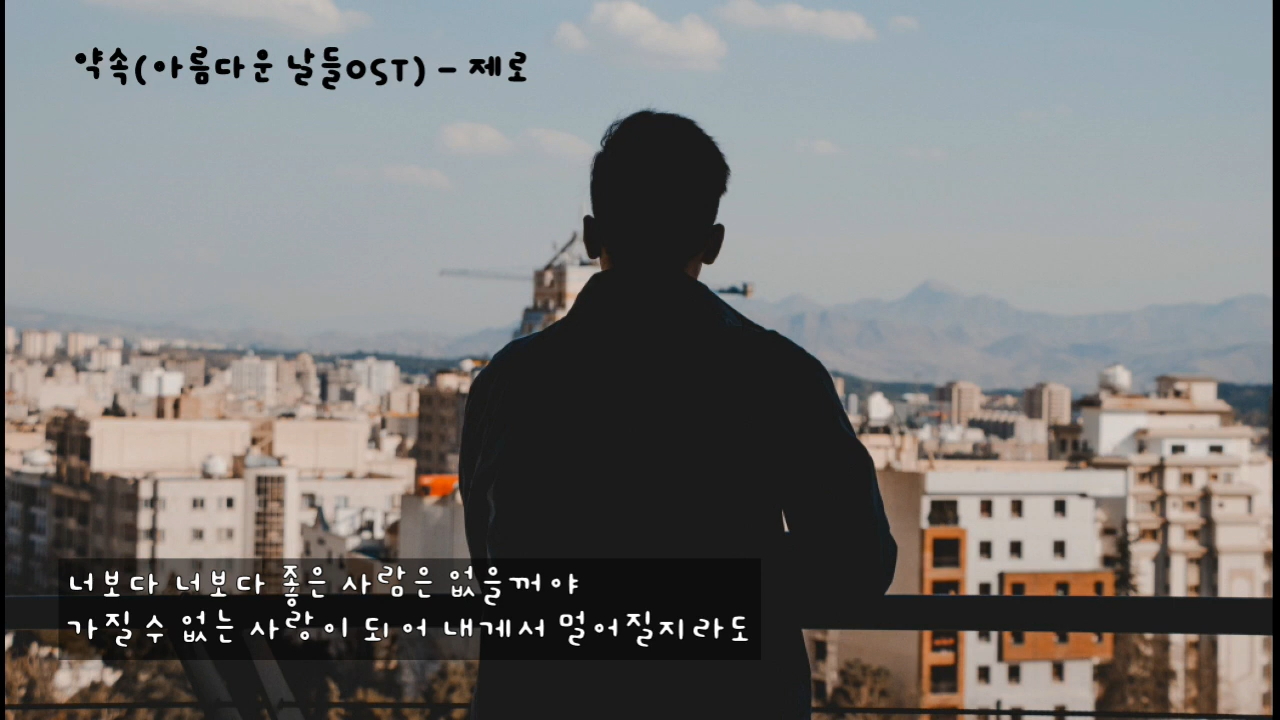 약속(아름다운 날들OST) - 제로
너보다 너보다 좋은 사람은 없을꺼야
가질 수 없는 사랑이 되어 내게서 멀어질지라도